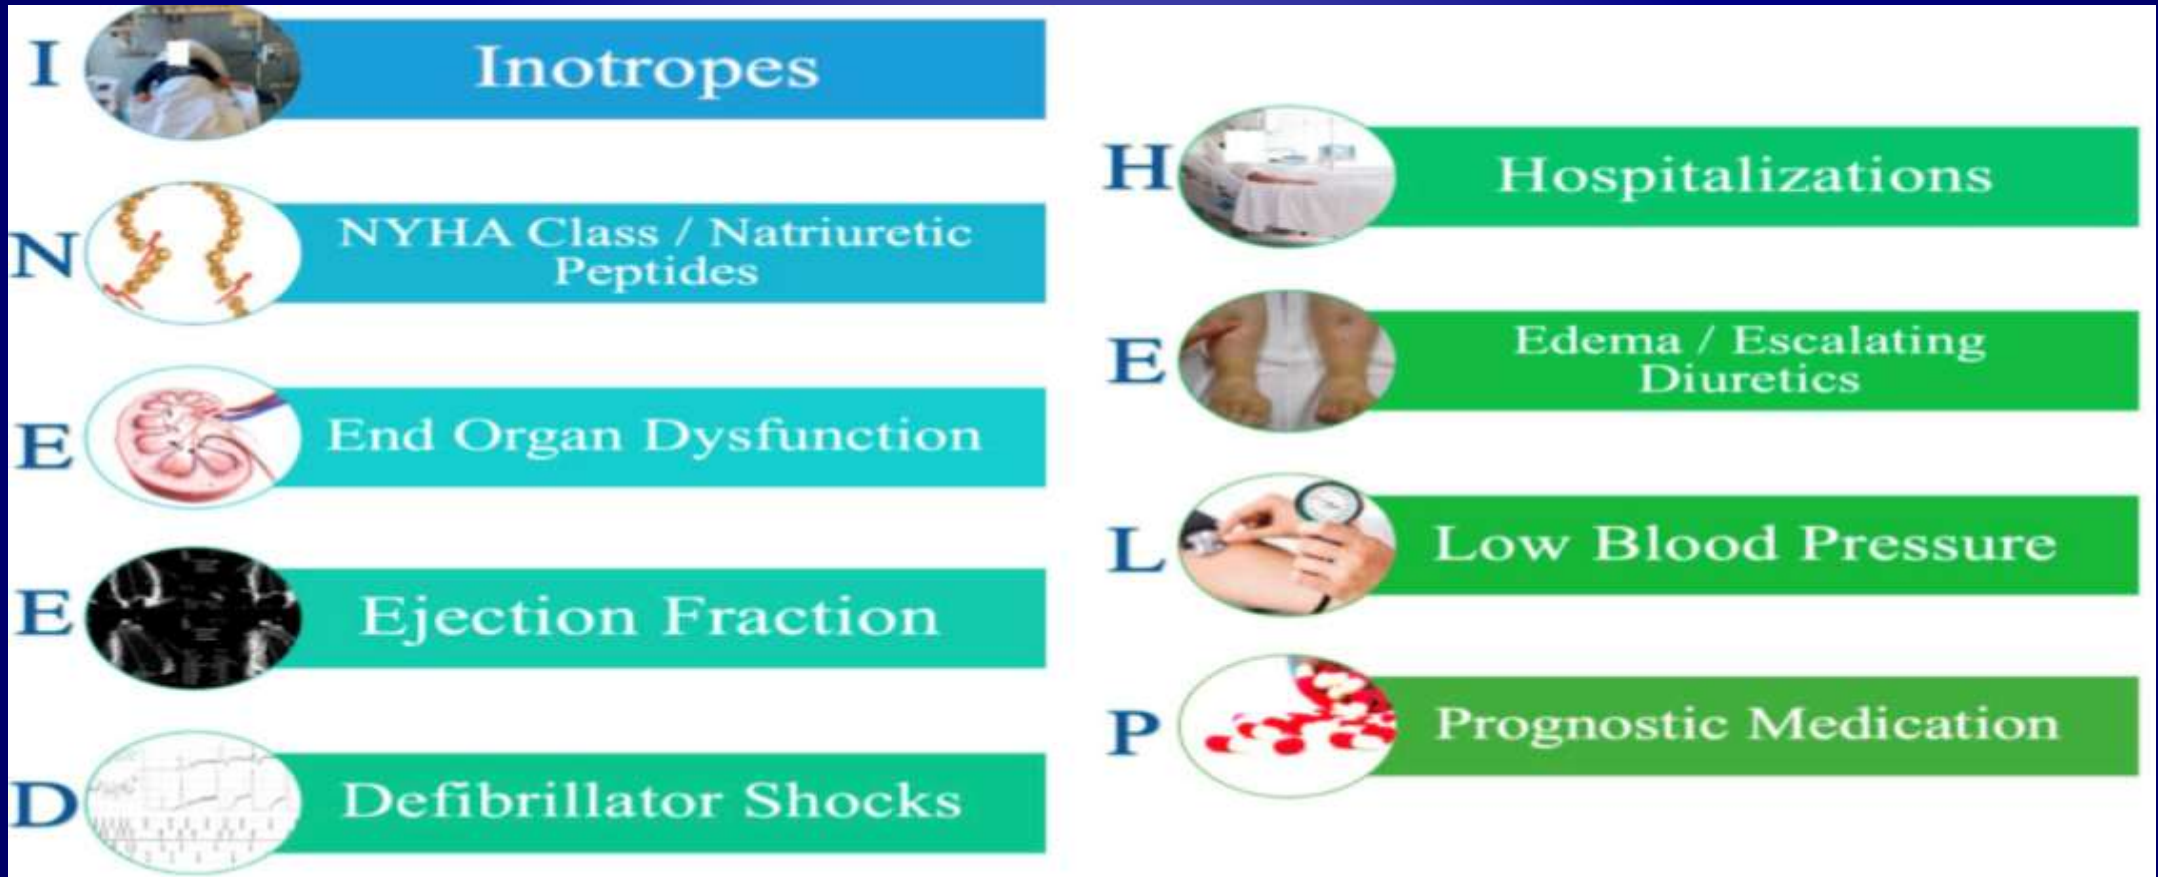 I
Inotropes
N
NYHA Class / Natriuretic
Peptides
E
End Organ Dysfunction
E
Ejection Fraction
D
Defibrillator Shocks
H
Hospitalizations
E
Edema / Escalating
Diuretics
L
Low Blood Pressure
P
Prognostic Medication